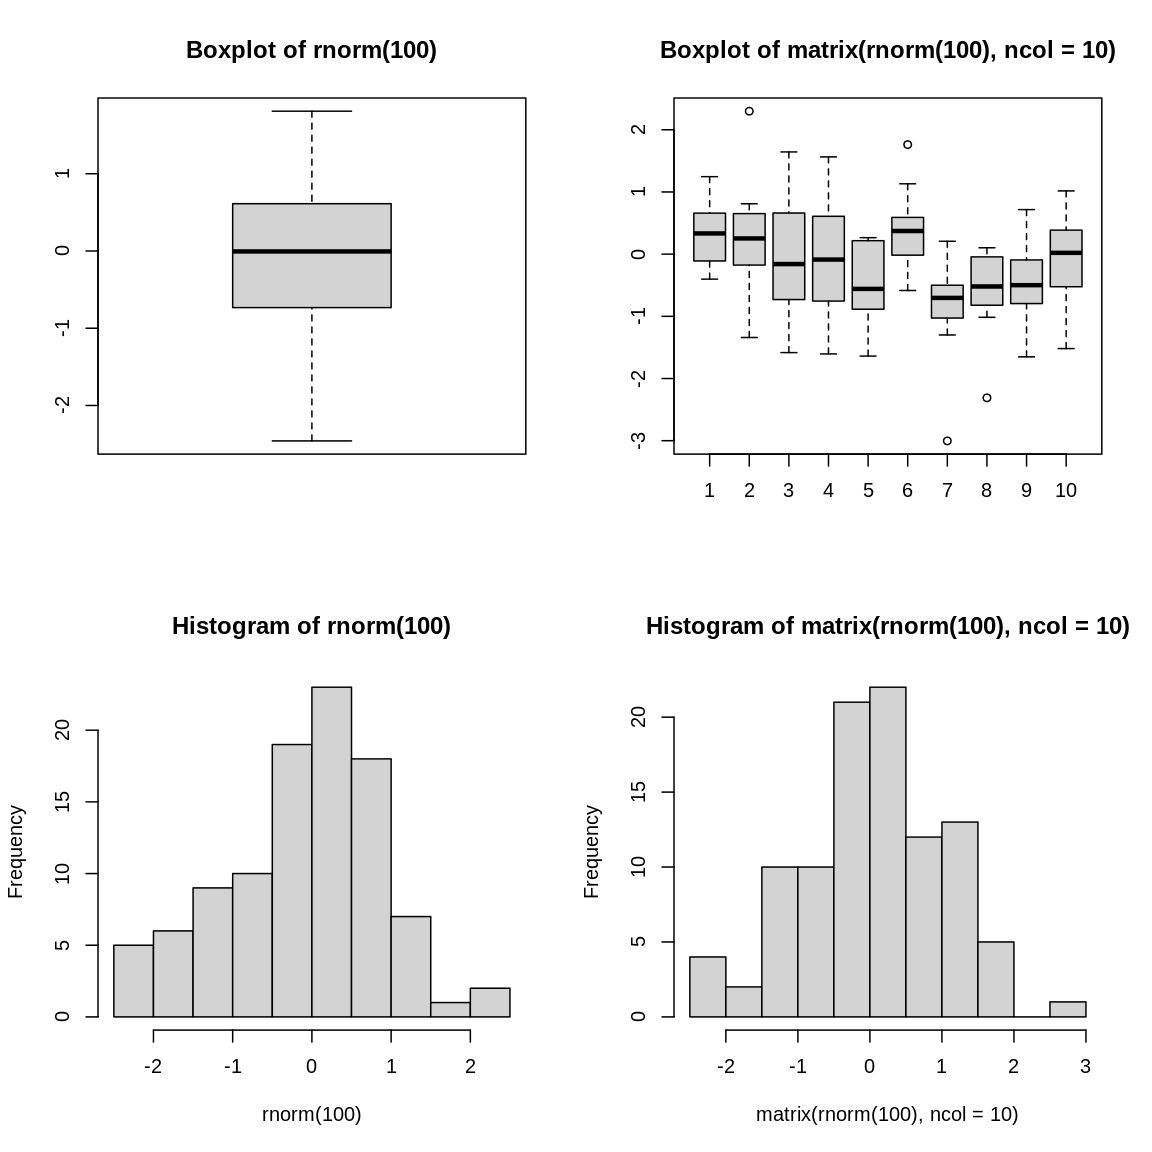 Boxplot of rnorm(100)
1
0
-1
-2
Boxplot of matrix(rnorm(100), ncol = 10)
2
1
0
-1
-2
-3
1 2 3 4 5 6 7 8 9 10
Histogram of rnorm(100)
Frequency
20
15
10
5
0
-2 -1 0 1 2
rnorm(100)
Histogram of matrix(rnorm(100), ncol = 10)
Frequency
20
15
10
5
0
-2 -1 0 1 2 3
matrix(rnorm(100), ncol = 10)